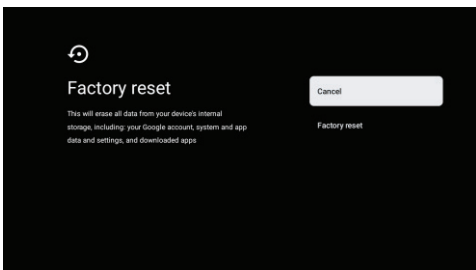 Factory reset
This will erase all data from your device's internal
storage, including: your Google account, system and app
data and settings, and downloaded apps
Cancel
Factory reset